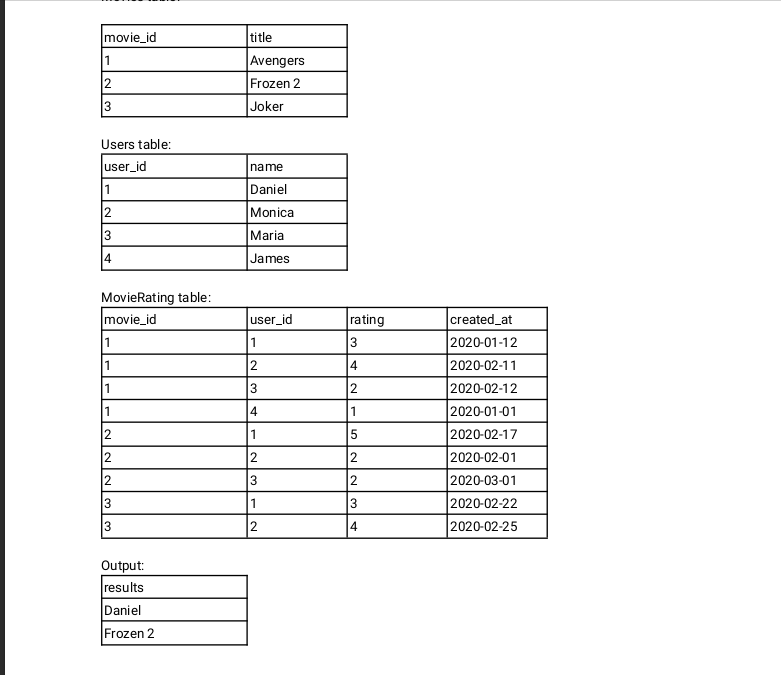 movie_id title
1 Avengers
2 Frozen 2
3 Joker
Users table:
user_id name
1 Daniel
2 Monica
3 Maria
4 James
MovieRating table:
movie_id user_id rating created_at
1 1 3 2020-01-12
1 2 4 2020-02-11
1 3 2 2020-02-12
1 4 1 2020-01-01
2 1 5 2020-02-17
2 2 2 2020-02-01
2 3 2 2020-03-01
3 1 3 2020-02-22
3 2 4 2020-02-25
Output:
results
Daniel
Frozen 2